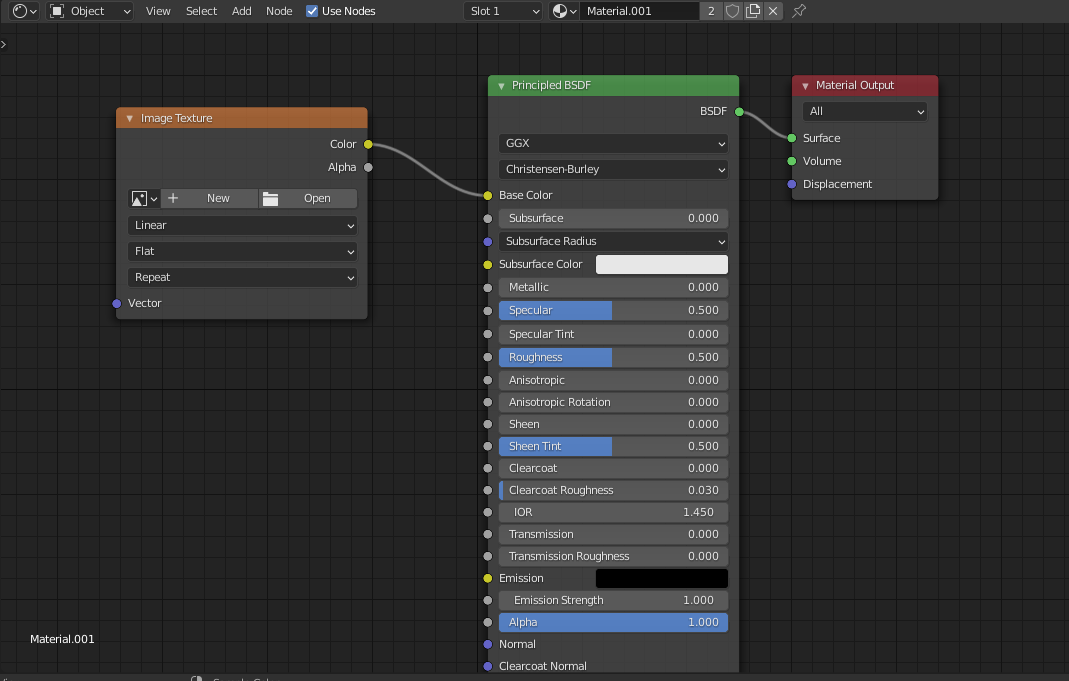 Object View Select Add Node Use Nodes Slot 1 Material.001 2
Image Texture
Color
Alpha
New Open
Linear
Flat
Repeat
Vector
Principled BSDF
BSDF
GGX
Christensen-Burley
Base Color
Subsurface 0.000
Subsurface Radius
Subsurface Color
Metallic 0.000
Specular 0.500
Specular Tint 0.000
Roughness 0.500
Anisotropic 0.000
Anisotropic Rotation 0.000
Sheen 0.000
Sheen Tint 0.500
Clearcoat 0.000
Clearcoat Roughness 0.030
IOR 1.450
Transmission 0.000
Transmission Roughness 0.000
Emission
Emission Strength 1.000
Alpha 1.000
Normal
Clearcoat Normal
Material Output
All
Surface
Volume
Displacement
Material.001